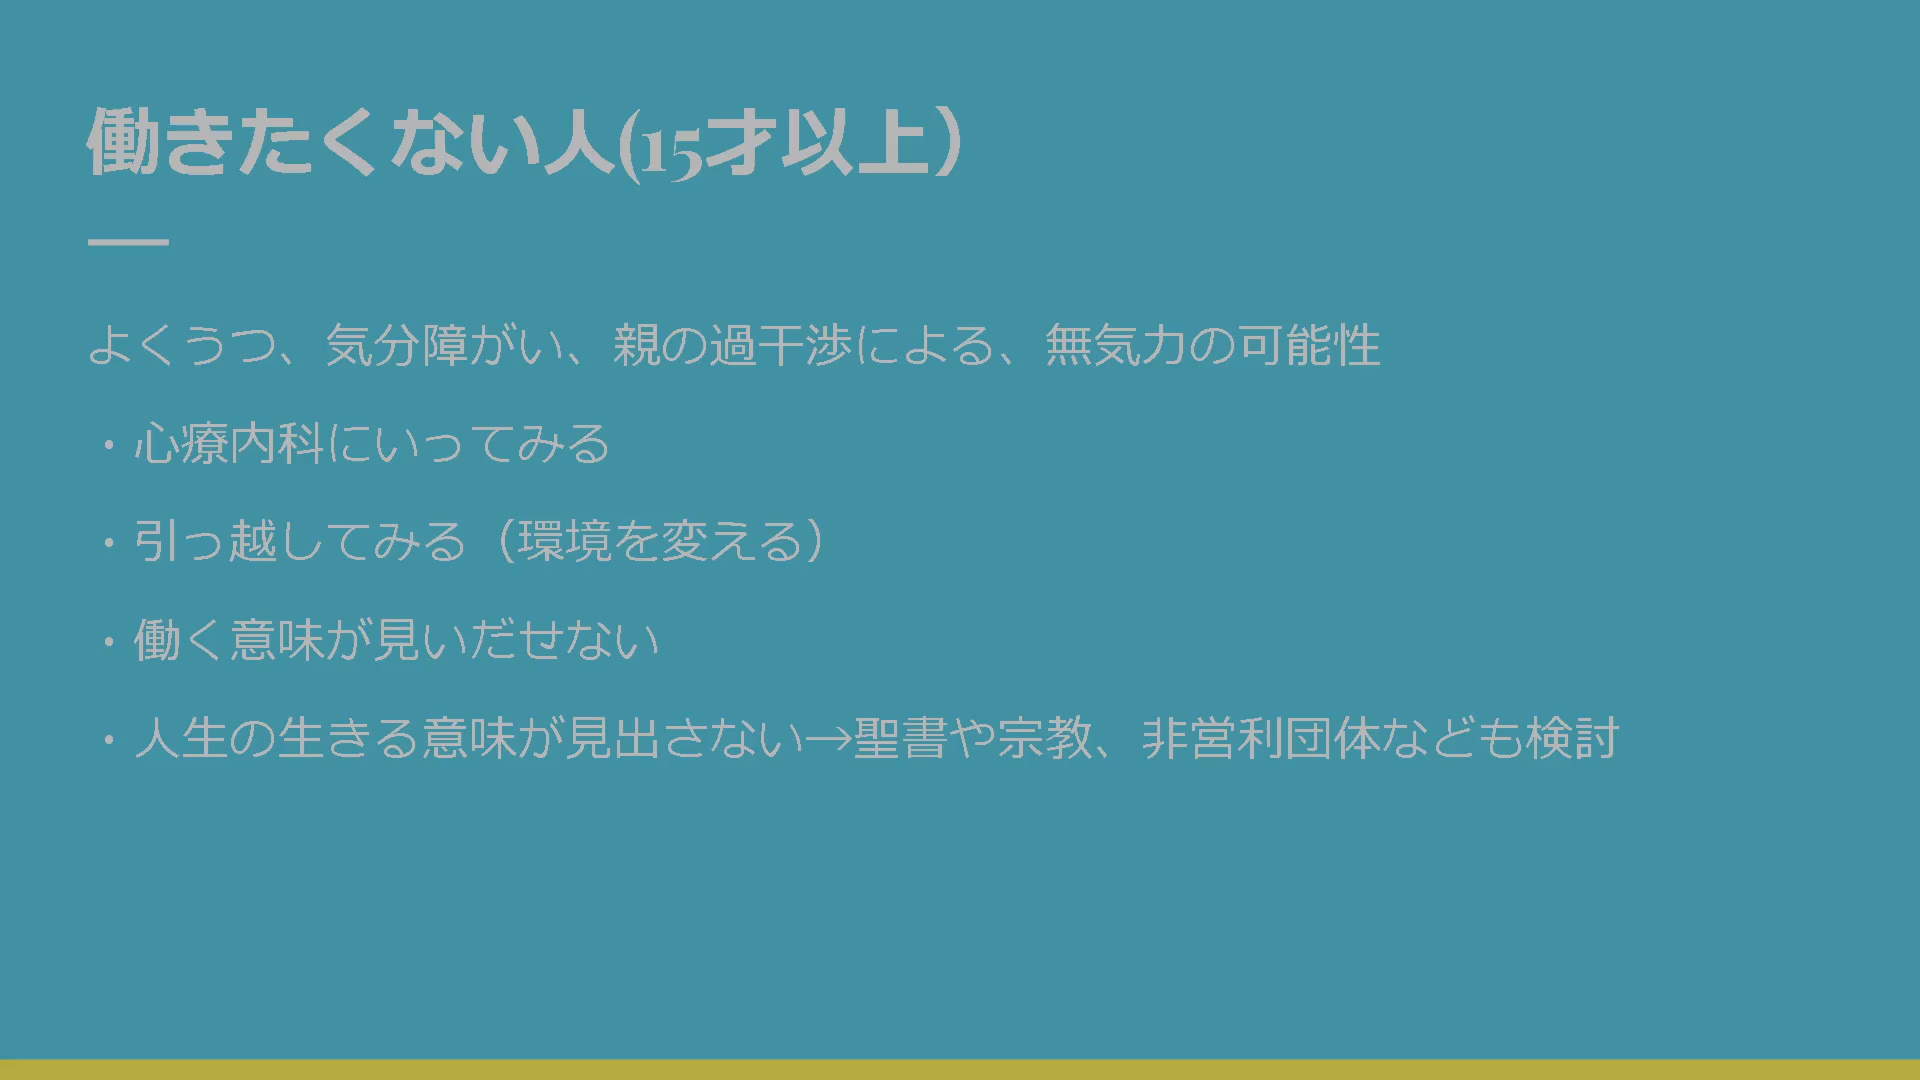 働きたくない人(15才以上）
よくうつ、気分障がい、親の過干渉による、無気力の可能性
・心療内科にいってみる
・引っ越してみる（環境を変える）
・働く意味が見いだせない
・人生の生きる意味が見出さない→聖書や宗教、非営利団体なども検討